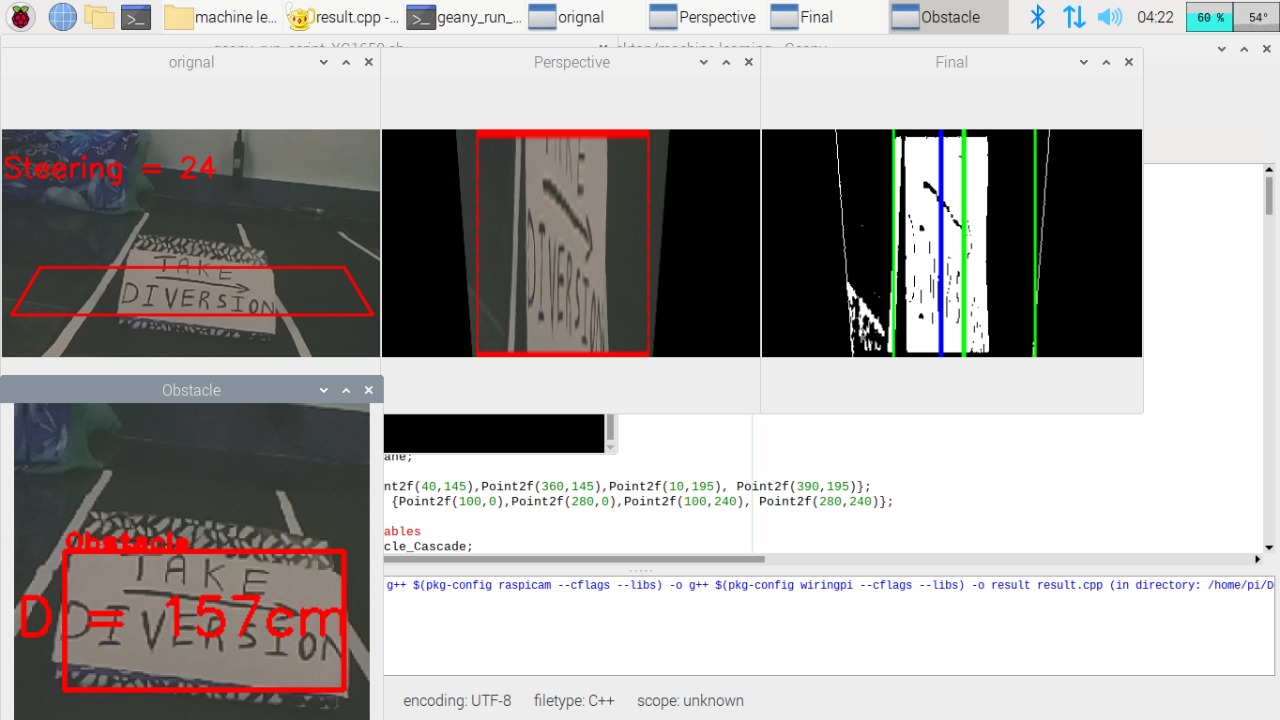 machine le...
result.cpp -...
geany_run_...
orignal
Perspective
Final
Obstacle
04:22
60 %
54°
orignal
Perspective
Final
Steering = 24
TAKE
DIVERSION
TAKE
DIVERSION
Obstacle
Obstacle
TAKE
D = 157cm
DIVERSION
ane;
nt2f(40,145),Point2f(360,145),Point2f(10,195), Point2f(390,195)};
{Point2f(100,0),Point2f(280,0),Point2f(100,240), Point2f(280,240)};
ables
cle_Cascade;
g++ $(pkg-config raspicam --cflags --libs) -o g++ $(pkg-config wiringpi --cflags --libs) -o result result.cpp (in directory: /home/pi/D
encoding: UTF-8 filetype: C++ scope: unknown